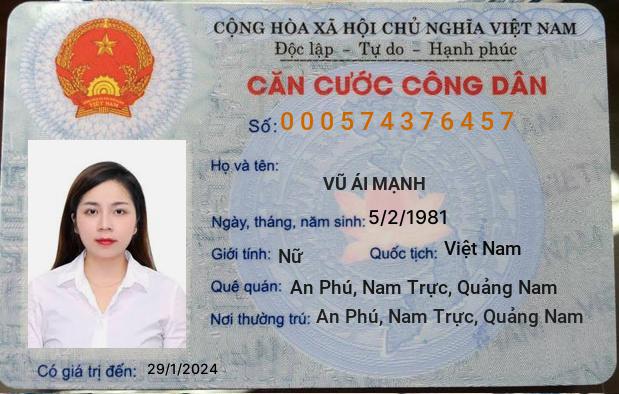 CỘNG HÒA XÃ HỘI CHỦ NGHĨA VIỆT NAM
Độc lập - Tự do - Hạnh phúc
CĂN CƯỚC CÔNG DÂN
Số: 000574376457
Họ và tên:
VŨ ÁI MẠNH
Ngày, tháng, năm sinh: 5/2/1981
Giới tính: Nữ Quốc tịch: Việt Nam
Quê quán: An Phú, Nam Trực, Quảng Nam
Nơi thường trú: An Phú, Nam Trực, Quảng Nam
Có giá trị đến: 29/1/2024